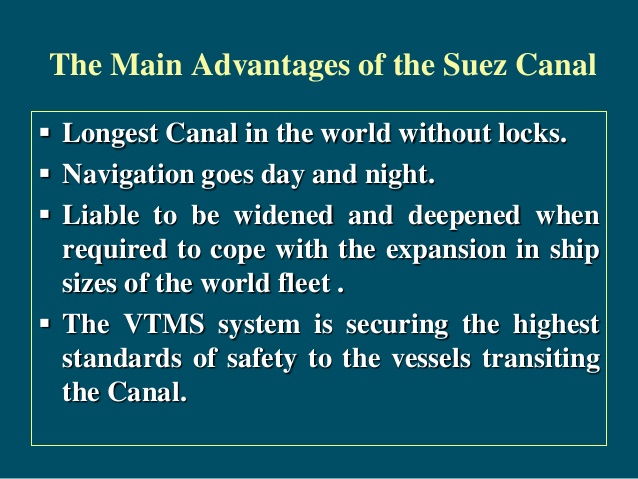 The Main Advantages of the Suez Canal
▪ Longest Canal in the world without locks.
▪ Navigation goes day and night.
▪ Liable to be widened and deepened when
required to cope with the expansion in ship
sizes of the world fleet .
▪ The VTMS system is securing the highest
standards of safety to the vessels transiting
the Canal.